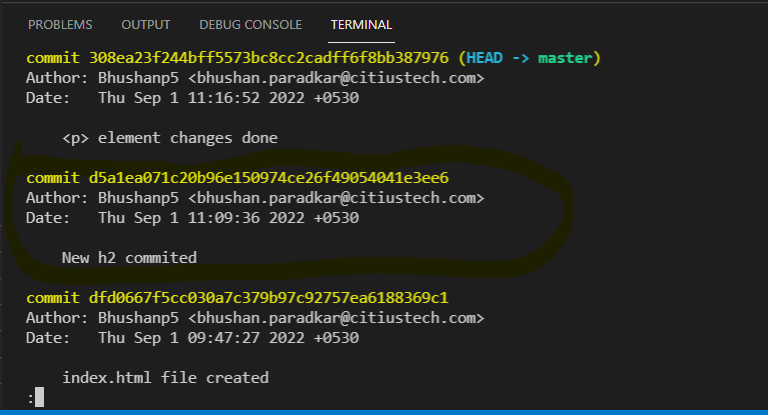 PROBLEMS OUTPUT DEBUG CONSOLE TERMINAL
commit 308ea23f244bff5573bc8cc2cadff6f8bb387976 (HEAD -> master)
Author: Bhushanp5 <bhushan.paradkar@citiustech.com>
Date:   Thu Sep 1 11:16:52 2022 +0530
<p> element changes done
commit d5a1ea071c20b96e150974ce26f49054041e3ee6
Author: Bhushanp5 <bhushan.paradkar@citiustech.com>
Date:   Thu Sep 1 11:09:36 2022 +0530
New h2 commited
commit dfd0667f5cc030a7c379b97c92757ea6188369c1
Author: Bhushanp5 <bhushan.paradkar@citiustech.com>
Date:   Thu Sep 1 09:47:27 2022 +0530
index.html file created
: